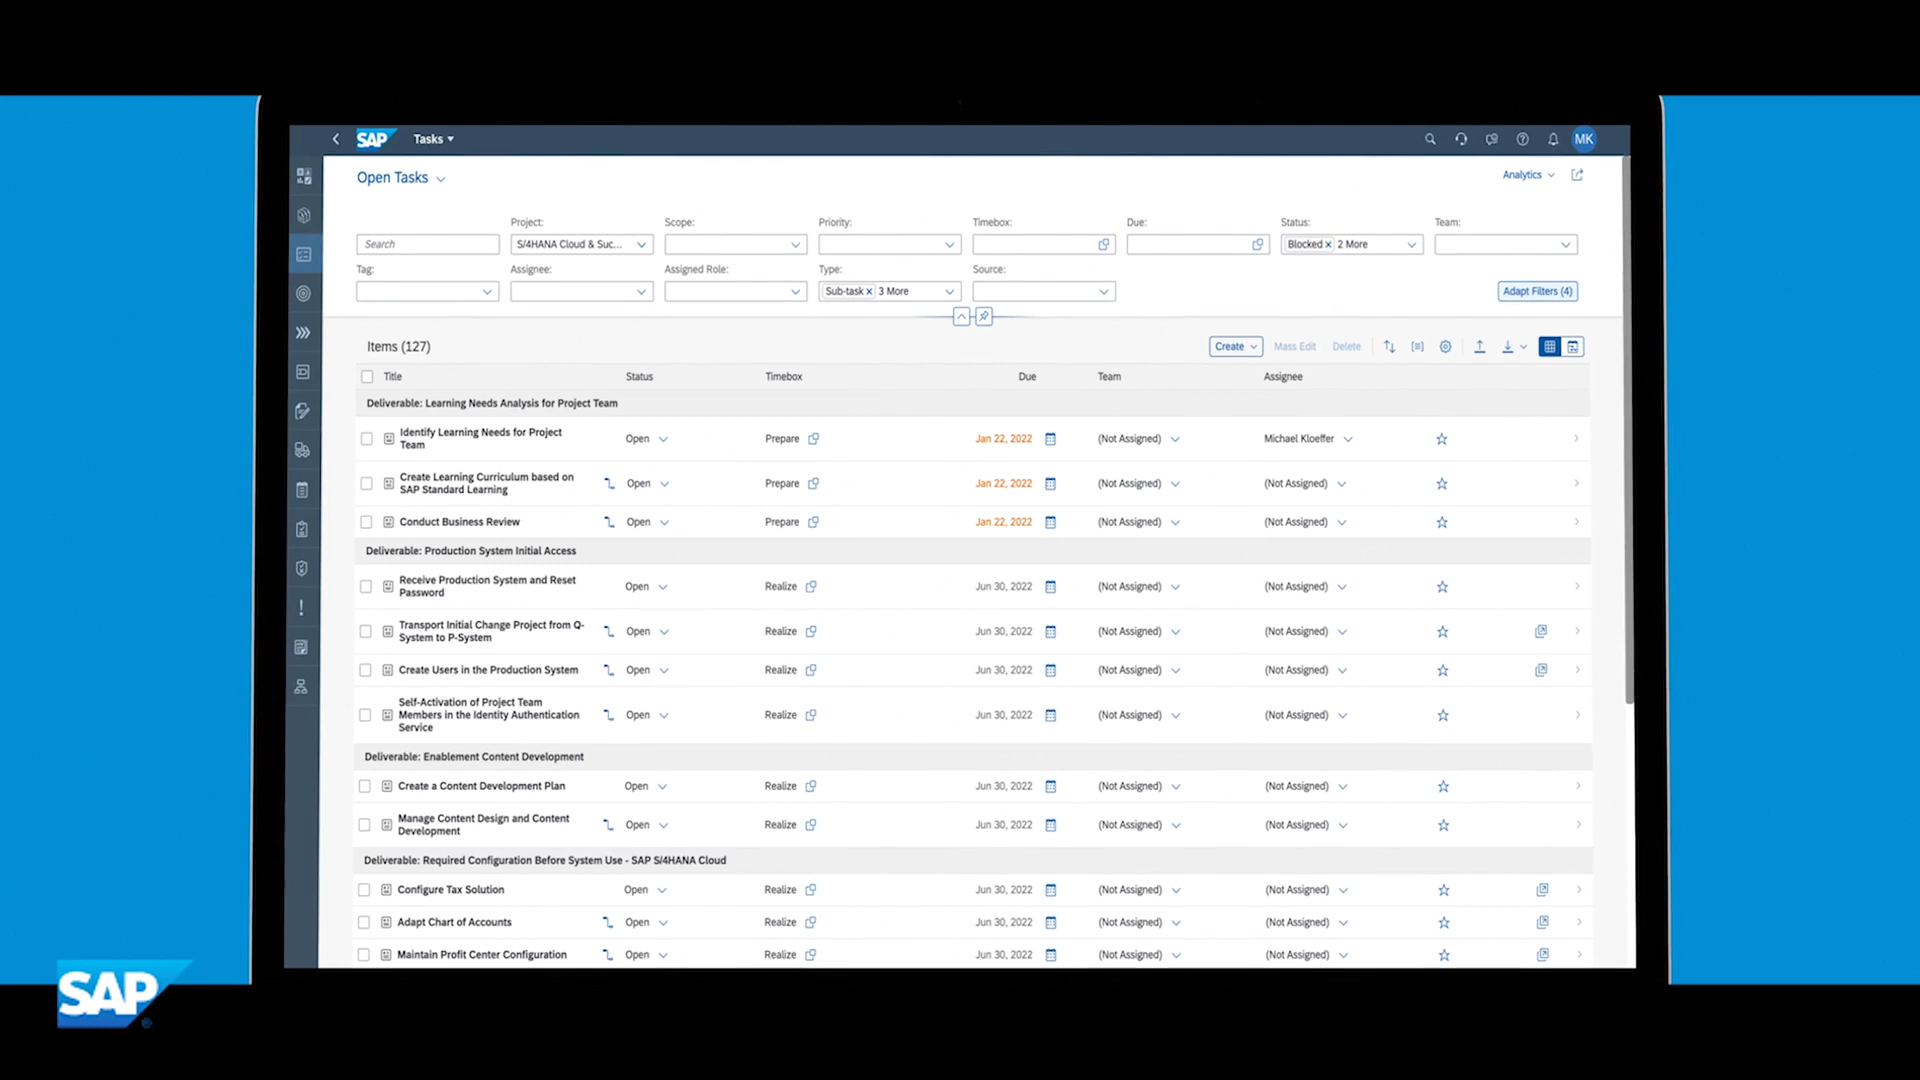 SAP
Tasks
MK
Open Tasks
Analytics
Project:
Scope:
Priority:
Timebox:
Due:
Status:
Team:
Search
S/4HANA Cloud & Suc...
Blocked × 2 More
Tag:
Assignee:
Assigned Role:
Type:
Source:
Sub-task × 3 More
Adapt Filters (4)
Items (127)
Create
Mass Edit
Delete
Title
Status
Timebox
Due
Team
Assignee
Deliverable: Learning Needs Analysis for Project Team
Identify Learning Needs for Project
Team
Open
Prepare
Jan 22, 2022
(Not Assigned)
Michael Kloeffer
Create Learning Curriculum based on
SAP Standard Learning
Open
Prepare
Jan 22, 2022
(Not Assigned)
(Not Assigned)
Conduct Business Review
Open
Prepare
Jan 22, 2022
(Not Assigned)
(Not Assigned)
Deliverable: Production System Initial Access
Receive Production System and Reset
Password
Open
Realize
Jun 30, 2022
(Not Assigned)
(Not Assigned)
Transport Initial Change Project from Q-
System to P-System
Open
Realize
Jun 30, 2022
(Not Assigned)
(Not Assigned)
Create Users in the Production System
Open
Realize
Jun 30, 2022
(Not Assigned)
(Not Assigned)
Self-Activation of Project Team
Members in the Identity Authentication
Service
Open
Realize
Jun 30, 2022
(Not Assigned)
(Not Assigned)
Deliverable: Enablement Content Development
Create a Content Development Plan
Open
Realize
Jun 30, 2022
(Not Assigned)
(Not Assigned)
Manage Content Design and Content
Development
Open
Realize
Jun 30, 2022
(Not Assigned)
(Not Assigned)
Deliverable: Required Configuration Before System Use - SAP S/4HANA Cloud
Configure Tax Solution
Open
Realize
Jun 30, 2022
(Not Assigned)
(Not Assigned)
Adapt Chart of Accounts
Open
Realize
Jun 30, 2022
(Not Assigned)
(Not Assigned)
Maintain Profit Center Configuration
Open
Realize
Jun 30, 2022
(Not Assigned)
(Not Assigned)
SAP